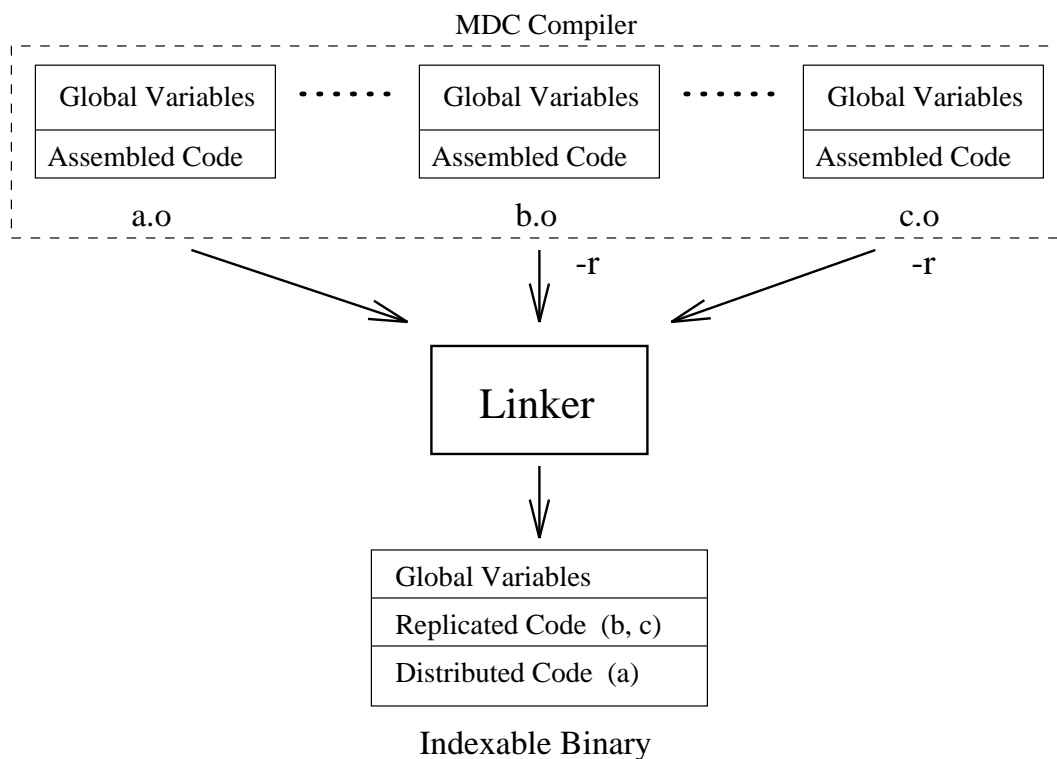 MDC Compiler
Global Variables
Assembled Code
a.o
Global Variables
Assembled Code
b.o
Global Variables
Assembled Code
c.o
-r
-r
Linker
Global Variables
Replicated Code (b, c)
Distributed Code (a)
Indexable Binary